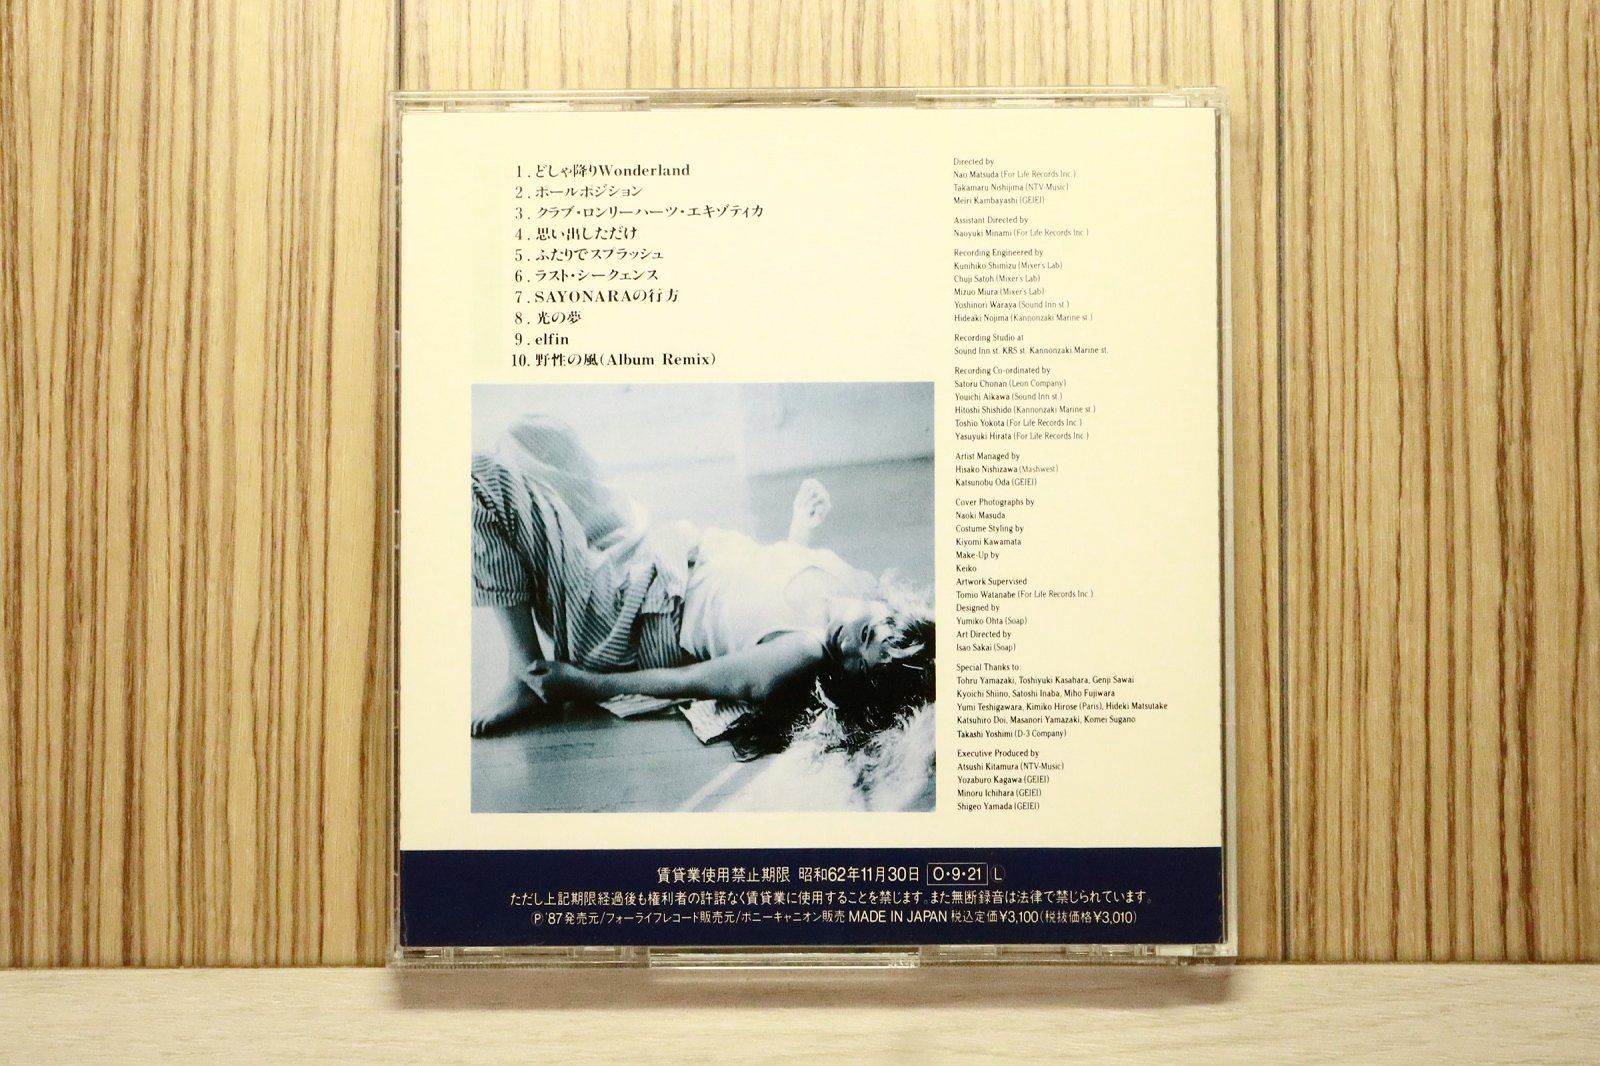 1. どしゃ降りWonderland
2. ポールポジション
3. クラブ・ロンリーハーツ・エキゾティカ
4. 思い出しただけ
5. ふたりでスプラッシュ
6. ラスト・シークェンス
7. SAYONARAの行方
8. 光の夢
9. elfin
10. 野性の風(Album Remix)
Directed by
Nao Matsuda (For Life Records Inc.)
Takamaru Nishijima (NTV-Music)
Meiri Kambayashi (GEIEI)
Assistant Directed by
Naoyuki Minami (For Life Records Inc.)
Recording Engineered by
Kunihiko Shimizu (Mixer's Lab)
Chuji Satoh (Mixer's Lab)
Mizuo Miura (Mixer's Lab)
Yoshinori Waraya (Sound Inn st.)
Hideaki Nojima (Kannonzaki Marine st.)
Recording Studio at
Sound Inn st. KRS st. Kannonzaki Marine st.
Recording Co-ordinated by
Satoru Chonan (Leon Company)
Youichi Aikawa (Sound Inn st.)
Hitoshi Shishido (Kannonzaki Marine st.)
Toshio Yokota (For Life Records Inc.)
Yasuyuki Hirata (For Life Records Inc.)
Artist Managed by
Hisako Nishizawa (Mashwest)
Katsunobu Oda (GEIEI)
Cover Photographs by
Naoki Masuda
Costume Styling by
Kiyomi Kawamata
Make-Up by
Keiko
Artwork Supervised
Tomio Watanabe (For Life Records Inc.)
Designed by
Yumiko Ohta (Soap)
Art Directed by
Isao Sakai (Soap)
Special Thanks to:
Tohru Yamazaki, Toshiyuki Kasahara, Genji Sawai
Kyoichi Shiino, Satoshi Inaba, Miho Fujiwara
Yumi Teshigawara, Kimiko Hirose (Paris), Hideki Matsutake
Katsuhiro Doi, Masanori Yamazaki, Komei Sugano
Takashi Yoshimi (D-3 Company)
Executive Produced by
Atsushi Kitamura (NTV-Music)
Yozaburo Kagawa (GEIEI)
Minoru Ichihara (GEIEI)
Shigeo Yamada (GEIEI)
賃貸業使用禁止期限 昭和62年11月30日 O・9・21 Ⓛ
ただし上記期限経過後も権利者の許諾なく賃貸業に使用することを禁じます。また無断録音は法律で禁じられています。
Ⓟ '87 発売元/フォーライフレコード販売元/ポニーキャニオン販売 MADE IN JAPAN 税込定価¥3,100(税抜価格¥3,010)